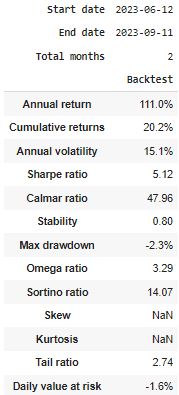 Start date 2023-06-12
End date 2023-09-11
Total months 2
Backtest
Annual return 111.0%
Cumulative returns 20.2%
Annual volatility 15.1%
Sharpe ratio 5.12
Calmar ratio 47.96
Stability 0.80
Max drawdown -2.3%
Omega ratio 3.29
Sortino ratio 14.07
Skew NaN
Kurtosis NaN
Tail ratio 2.74
Daily value at risk -1.6%